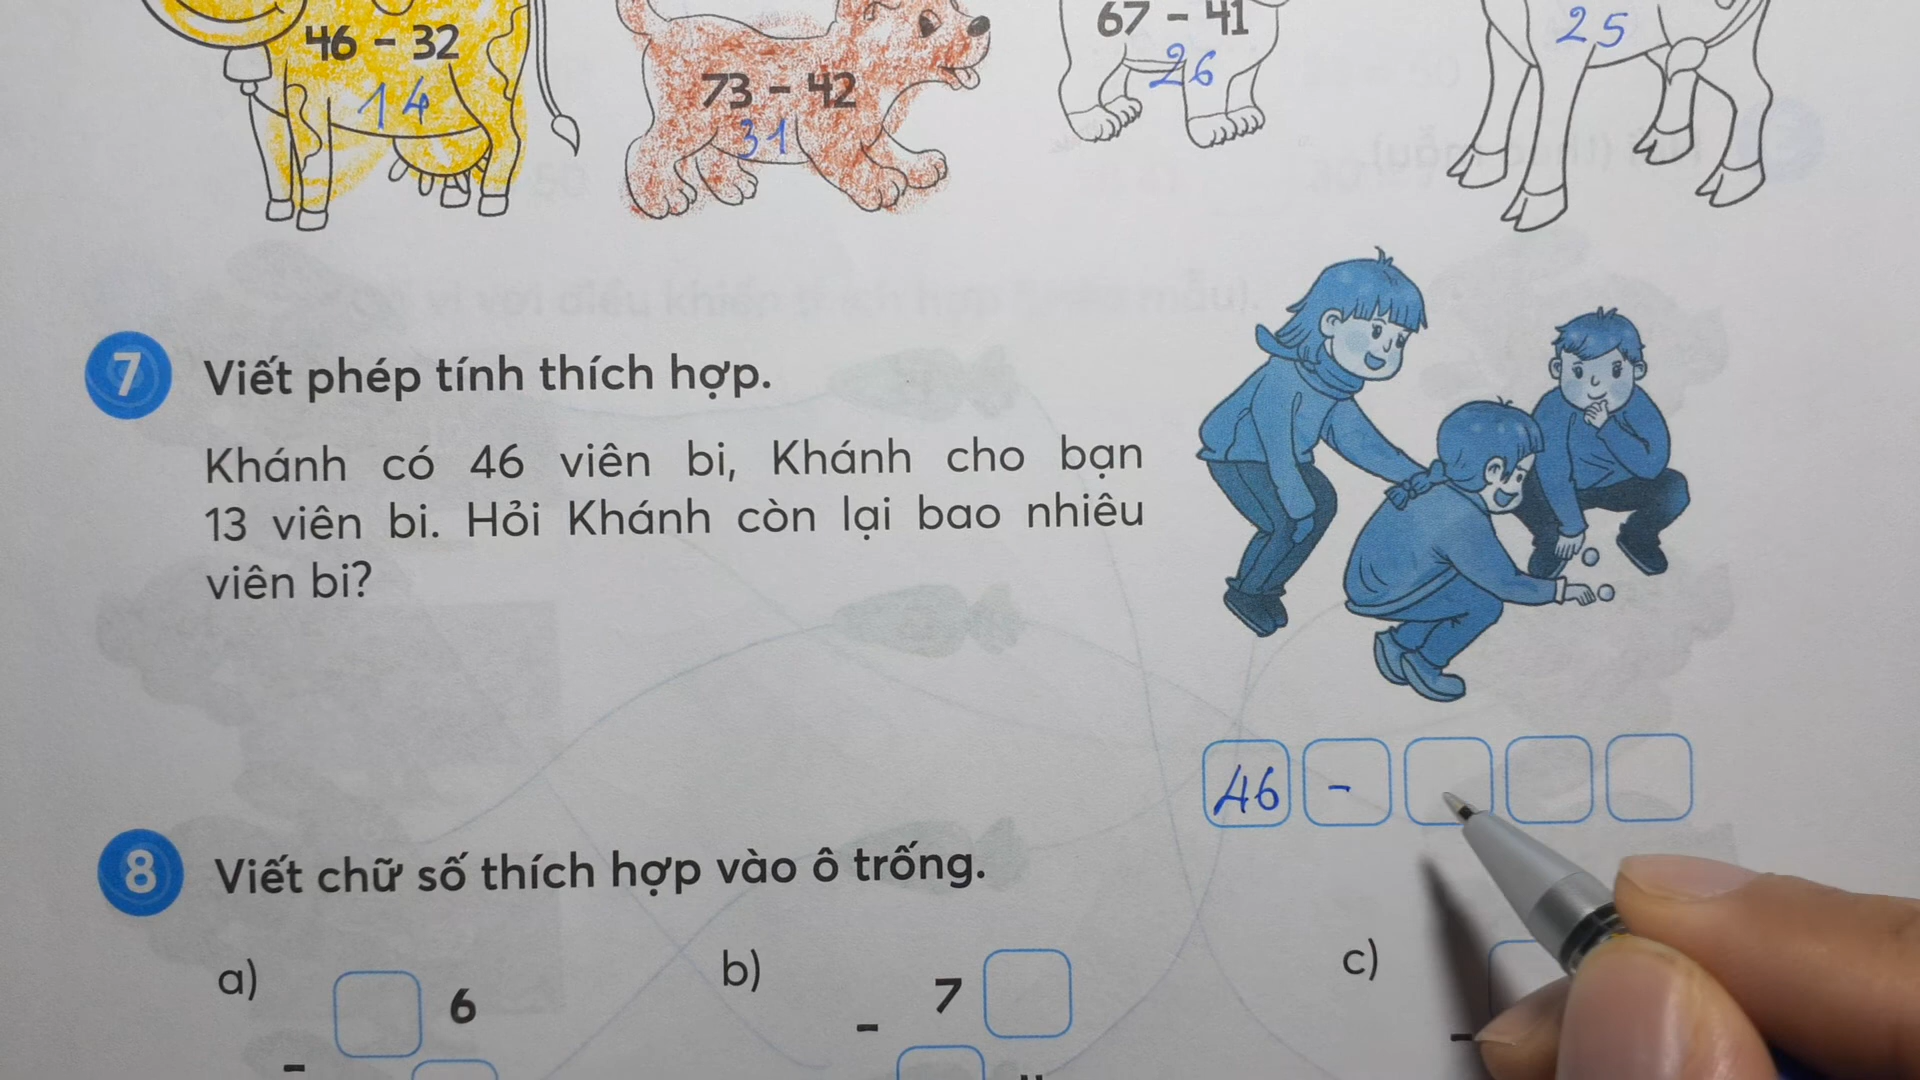 46 - 32
14
73 - 42
31
67 - 41
26
25
7 Viết phép tính thích hợp.
Khánh có 46 viên bi, Khánh cho bạn
13 viên bi. Hỏi Khánh còn lại bao nhiêu
viên bi?
46 -
8 Viết chữ số thích hợp vào ô trống.
a) 6
-
b) 7
-
c)
-